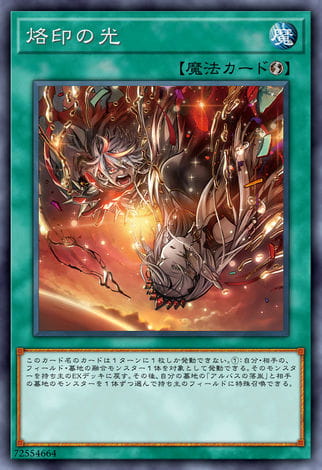 烙印の光
魔
【魔法カード】
このカード名のカードは1ターンに1枚しか発動できない。①:自分・相手の、
フィールド・墓地の融合モンスター1体を対象として発動できる。そのモンス
ターを持ち主のEXデッキに戻す。その後、自分の墓地の「アルバスの落胤」と相手
の墓地のモンスターを1体ずつ選んで持ち主のフィールドに特殊召喚できる。
72554664